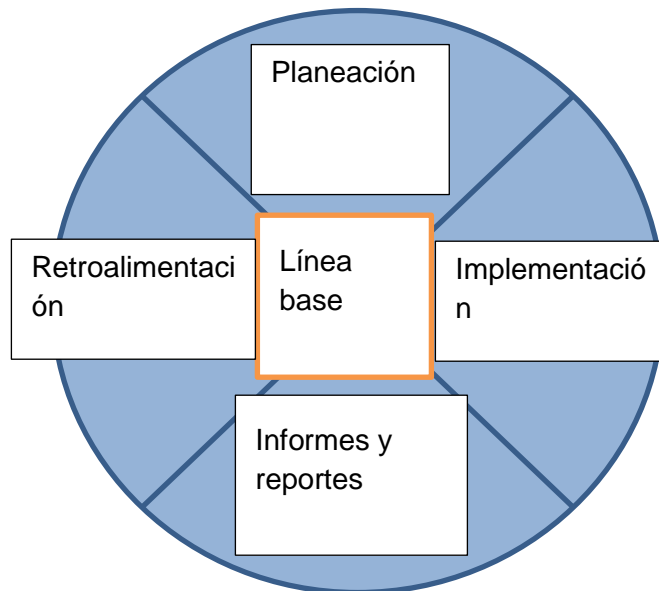 Planeación
Retroalimentaci
ón
Línea
base
Implementació
n
Informes y
reportes